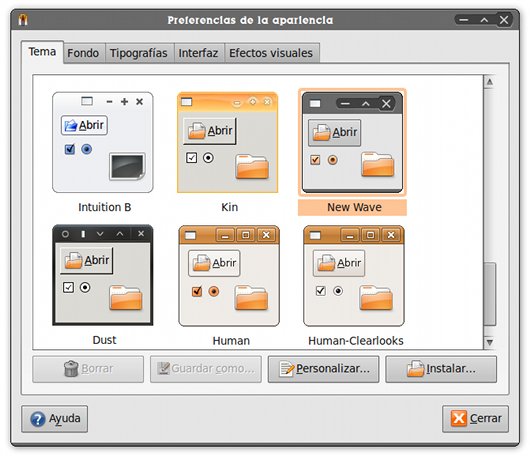 Preferencias de la apariencia
Tema Fondo Tipografías Interfaz Efectos visuales
Abrir Abrir Abrir
Intuition B Kin New Wave
Abrir Abrir Abrir
Dust Human Human-Clearlooks
Borrar Guardar como... Personalizar... Instalar...
Ayuda Cerrar